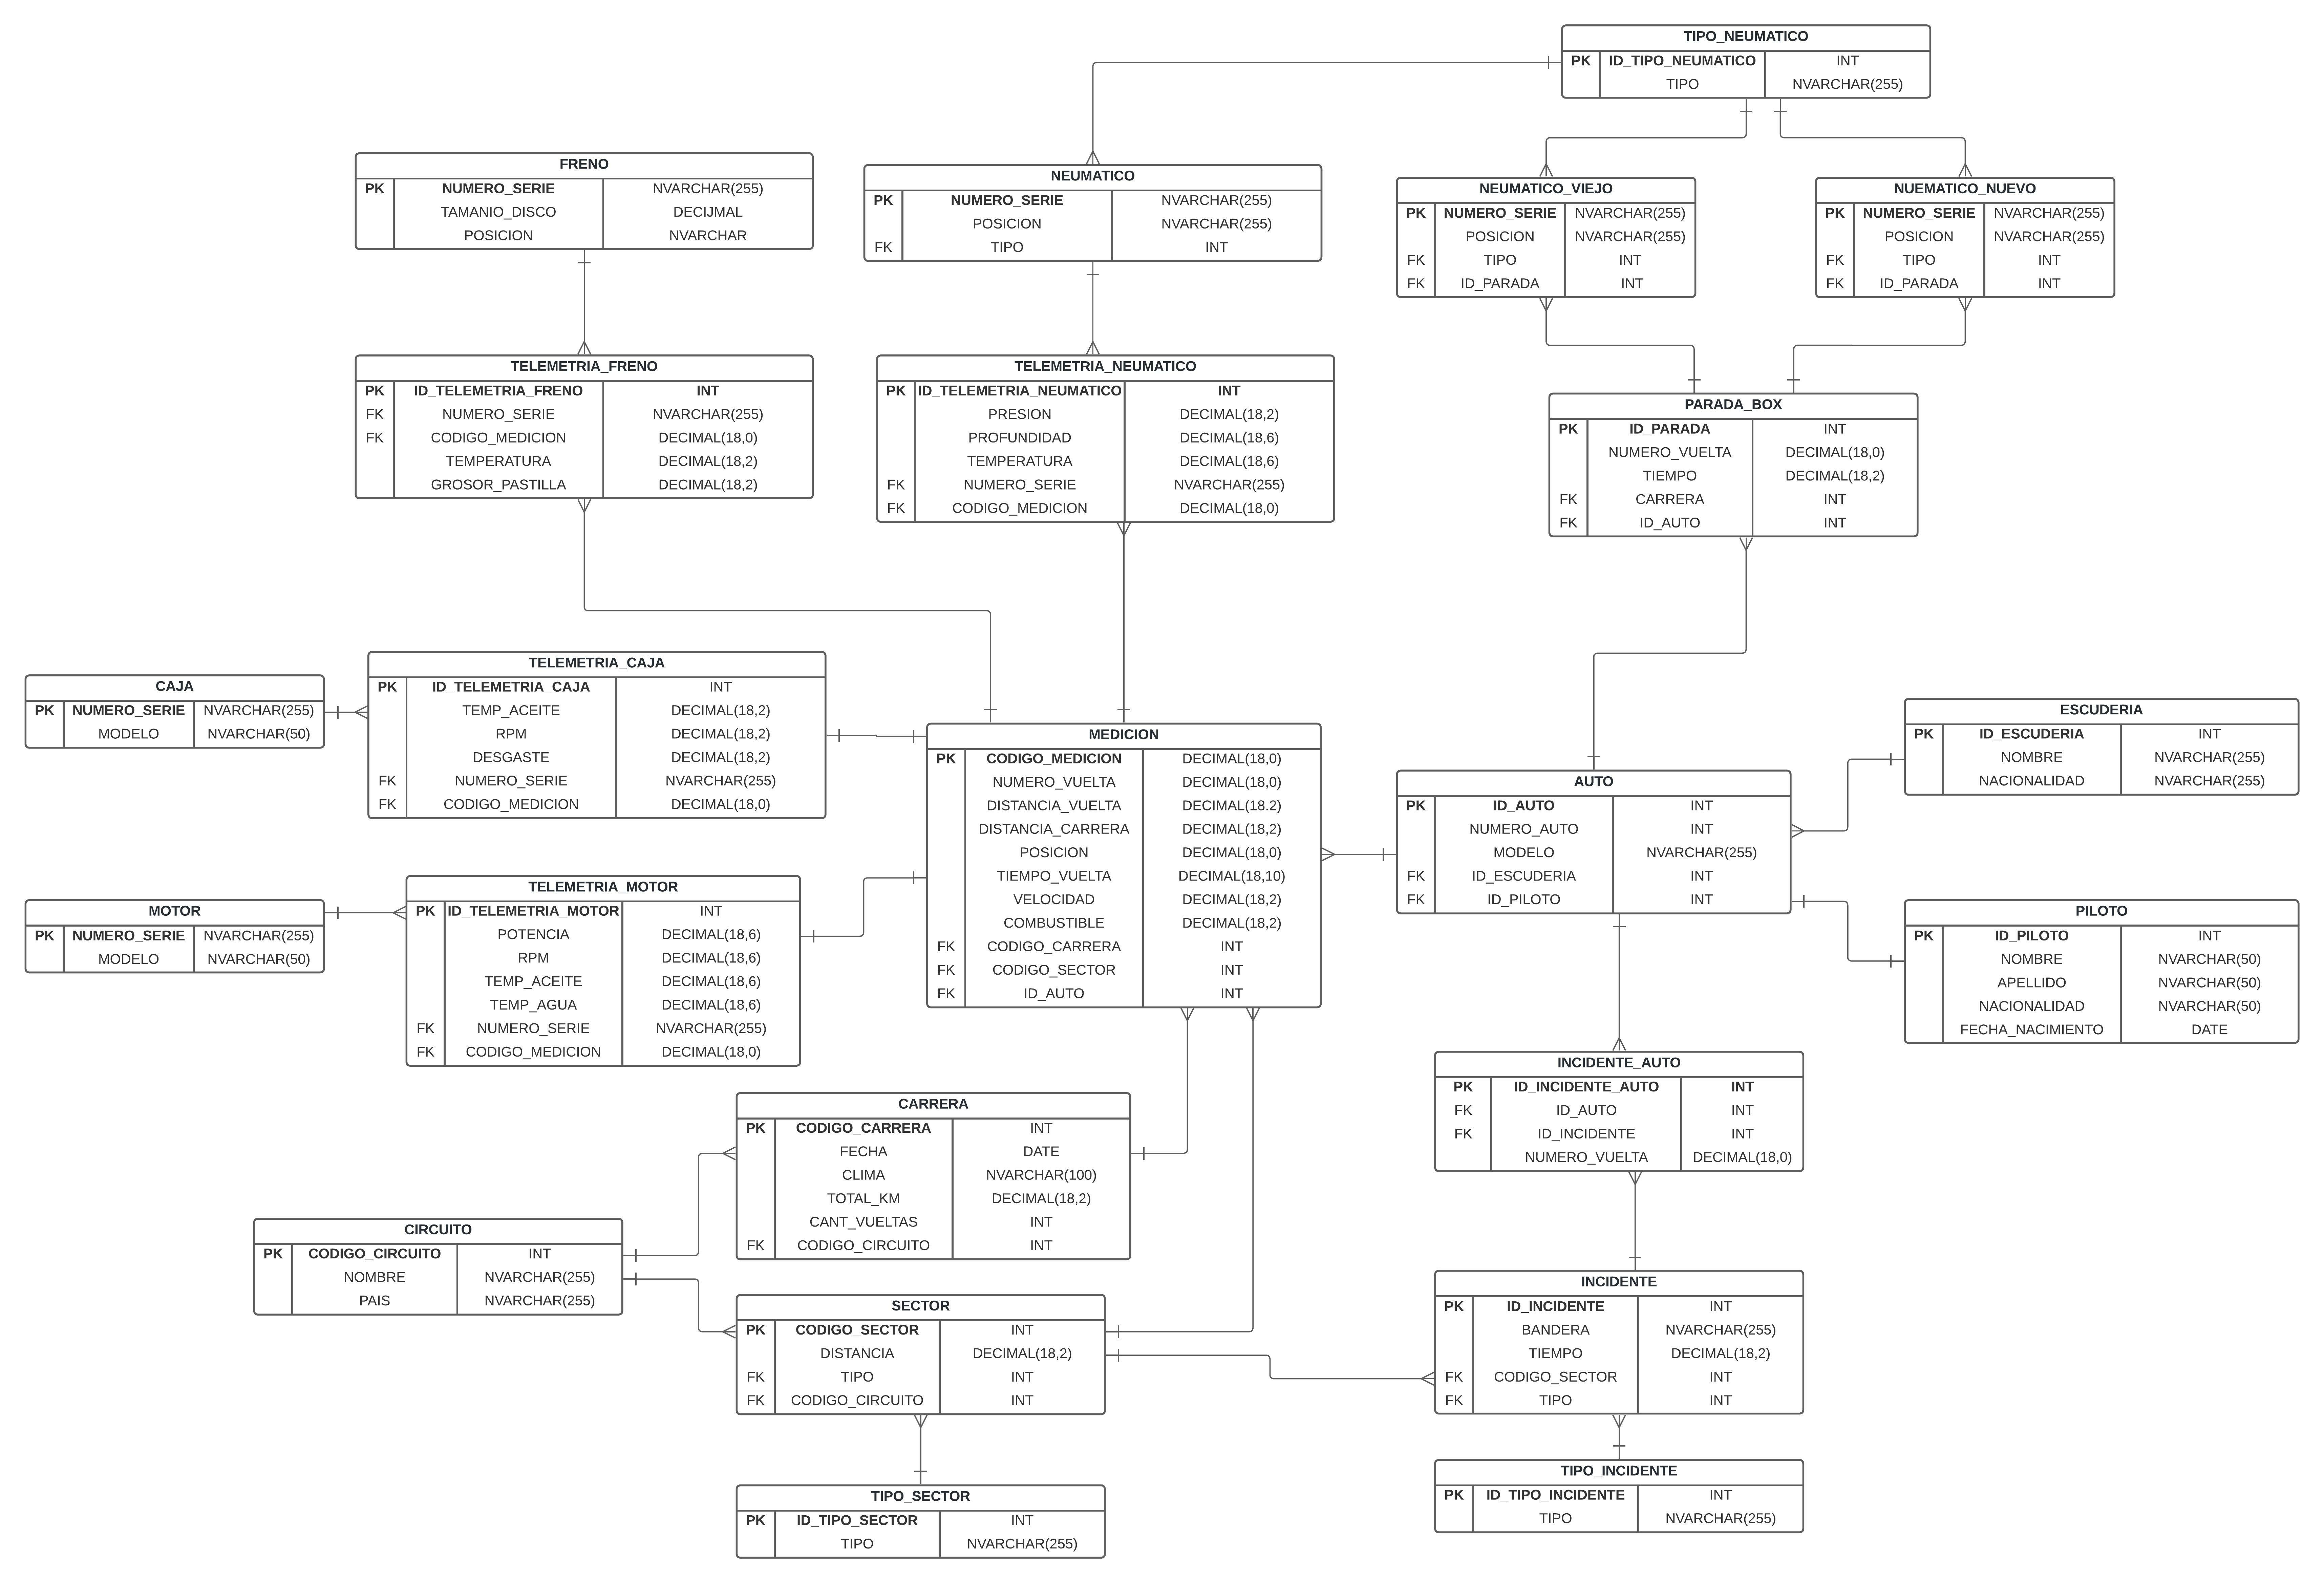 TIPO_NEUMATICO
PK ID_TIPO_NEUMATICO INT
TIPO NVARCHAR(255)
FRENO
PK NUMERO_SERIE NVARCHAR(255)
TAMANIO_DISCO DECIJMAL
POSICION NVARCHAR
NEUMATICO
PK NUMERO_SERIE NVARCHAR(255)
POSICION NVARCHAR(255)
FK TIPO INT
NEUMATICO_VIEJO
PK NUMERO_SERIE NVARCHAR(255)
POSICION NVARCHAR(255)
FK TIPO INT
FK ID_PARADA INT
NUEMATICO_NUEVO
PK NUMERO_SERIE NVARCHAR(255)
POSICION NVARCHAR(255)
FK TIPO INT
FK ID_PARADA INT
TELEMETRIA_FRENO
PK ID_TELEMETRIA_FRENO INT
FK NUMERO_SERIE NVARCHAR(255)
FK CODIGO_MEDICION DECIMAL(18,0)
TEMPERATURA DECIMAL(18,2)
GROSOR_PASTILLA DECIMAL(18,2)
TELEMETRIA_NEUMATICO
PK ID_TELEMETRIA_NEUMATICO INT
PRESION DECIMAL(18,2)
PROFUNDIDAD DECIMAL(18,6)
TEMPERATURA DECIMAL(18,6)
FK NUMERO_SERIE NVARCHAR(255)
FK CODIGO_MEDICION DECIMAL(18,0)
PARADA_BOX
PK ID_PARADA INT
NUMERO_VUELTA DECIMAL(18,0)
TIEMPO DECIMAL(18,2)
FK CARRERA INT
FK ID_AUTO INT
CAJA
PK NUMERO_SERIE NVARCHAR(255)
MODELO NVARCHAR(50)
TELEMETRIA_CAJA
PK ID_TELEMETRIA_CAJA INT
TEMP_ACEITE DECIMAL(18,2)
RPM DECIMAL(18,2)
DESGASTE DECIMAL(18,2)
FK NUMERO_SERIE NVARCHAR(255)
FK CODIGO_MEDICION DECIMAL(18,0)
MEDICION
PK CODIGO_MEDICION DECIMAL(18,0)
NUMERO_VUELTA DECIMAL(18,0)
DISTANCIA_VUELTA DECIMAL(18.2)
DISTANCIA_CARRERA DECIMAL(18,2)
POSICION DECIMAL(18,0)
TIEMPO_VUELTA DECIMAL(18,10)
VELOCIDAD DECIMAL(18,2)
COMBUSTIBLE DECIMAL(18,2)
FK CODIGO_CARRERA INT
FK CODIGO_SECTOR INT
FK ID_AUTO INT
AUTO
PK ID_AUTO INT
NUMERO_AUTO INT
MODELO NVARCHAR(255)
FK ID_ESCUDERIA INT
FK ID_PILOTO INT
ESCUDERIA
PK ID_ESCUDERIA INT
NOMBRE NVARCHAR(255)
NACIONALIDAD NVARCHAR(255)
MOTOR
PK NUMERO_SERIE NVARCHAR(255)
MODELO NVARCHAR(50)
TELEMETRIA_MOTOR
PK ID_TELEMETRIA_MOTOR INT
POTENCIA DECIMAL(18,6)
RPM DECIMAL(18,6)
TEMP_ACEITE DECIMAL(18,6)
TEMP_AGUA DECIMAL(18,6)
FK NUMERO_SERIE NVARCHAR(255)
FK CODIGO_MEDICION DECIMAL(18,0)
PILOTO
PK ID_PILOTO INT
NOMBRE NVARCHAR(50)
APELLIDO NVARCHAR(50)
NACIONALIDAD NVARCHAR(50)
FECHA_NACIMIENTO DATE
CARRERA
PK CODIGO_CARRERA INT
FECHA DATE
CLIMA NVARCHAR(100)
TOTAL_KM DECIMAL(18,2)
CANT_VUELTAS INT
FK CODIGO_CIRCUITO INT
INCIDENTE_AUTO
PK ID_INCIDENTE_AUTO INT
FK ID_AUTO INT
FK ID_INCIDENTE INT
NUMERO_VUELTA DECIMAL(18,0)
CIRCUITO
PK CODIGO_CIRCUITO INT
NOMBRE NVARCHAR(255)
PAIS NVARCHAR(255)
SECTOR
PK CODIGO_SECTOR INT
DISTANCIA DECIMAL(18,2)
FK TIPO INT
FK CODIGO_CIRCUITO INT
INCIDENTE
PK ID_INCIDENTE INT
BANDERA NVARCHAR(255)
TIEMPO DECIMAL(18,2)
FK CODIGO_SECTOR INT
FK TIPO INT
TIPO_SECTOR
PK ID_TIPO_SECTOR INT
TIPO NVARCHAR(255)
TIPO_INCIDENTE
PK ID_TIPO_INCIDENTE INT
TIPO NVARCHAR(255)